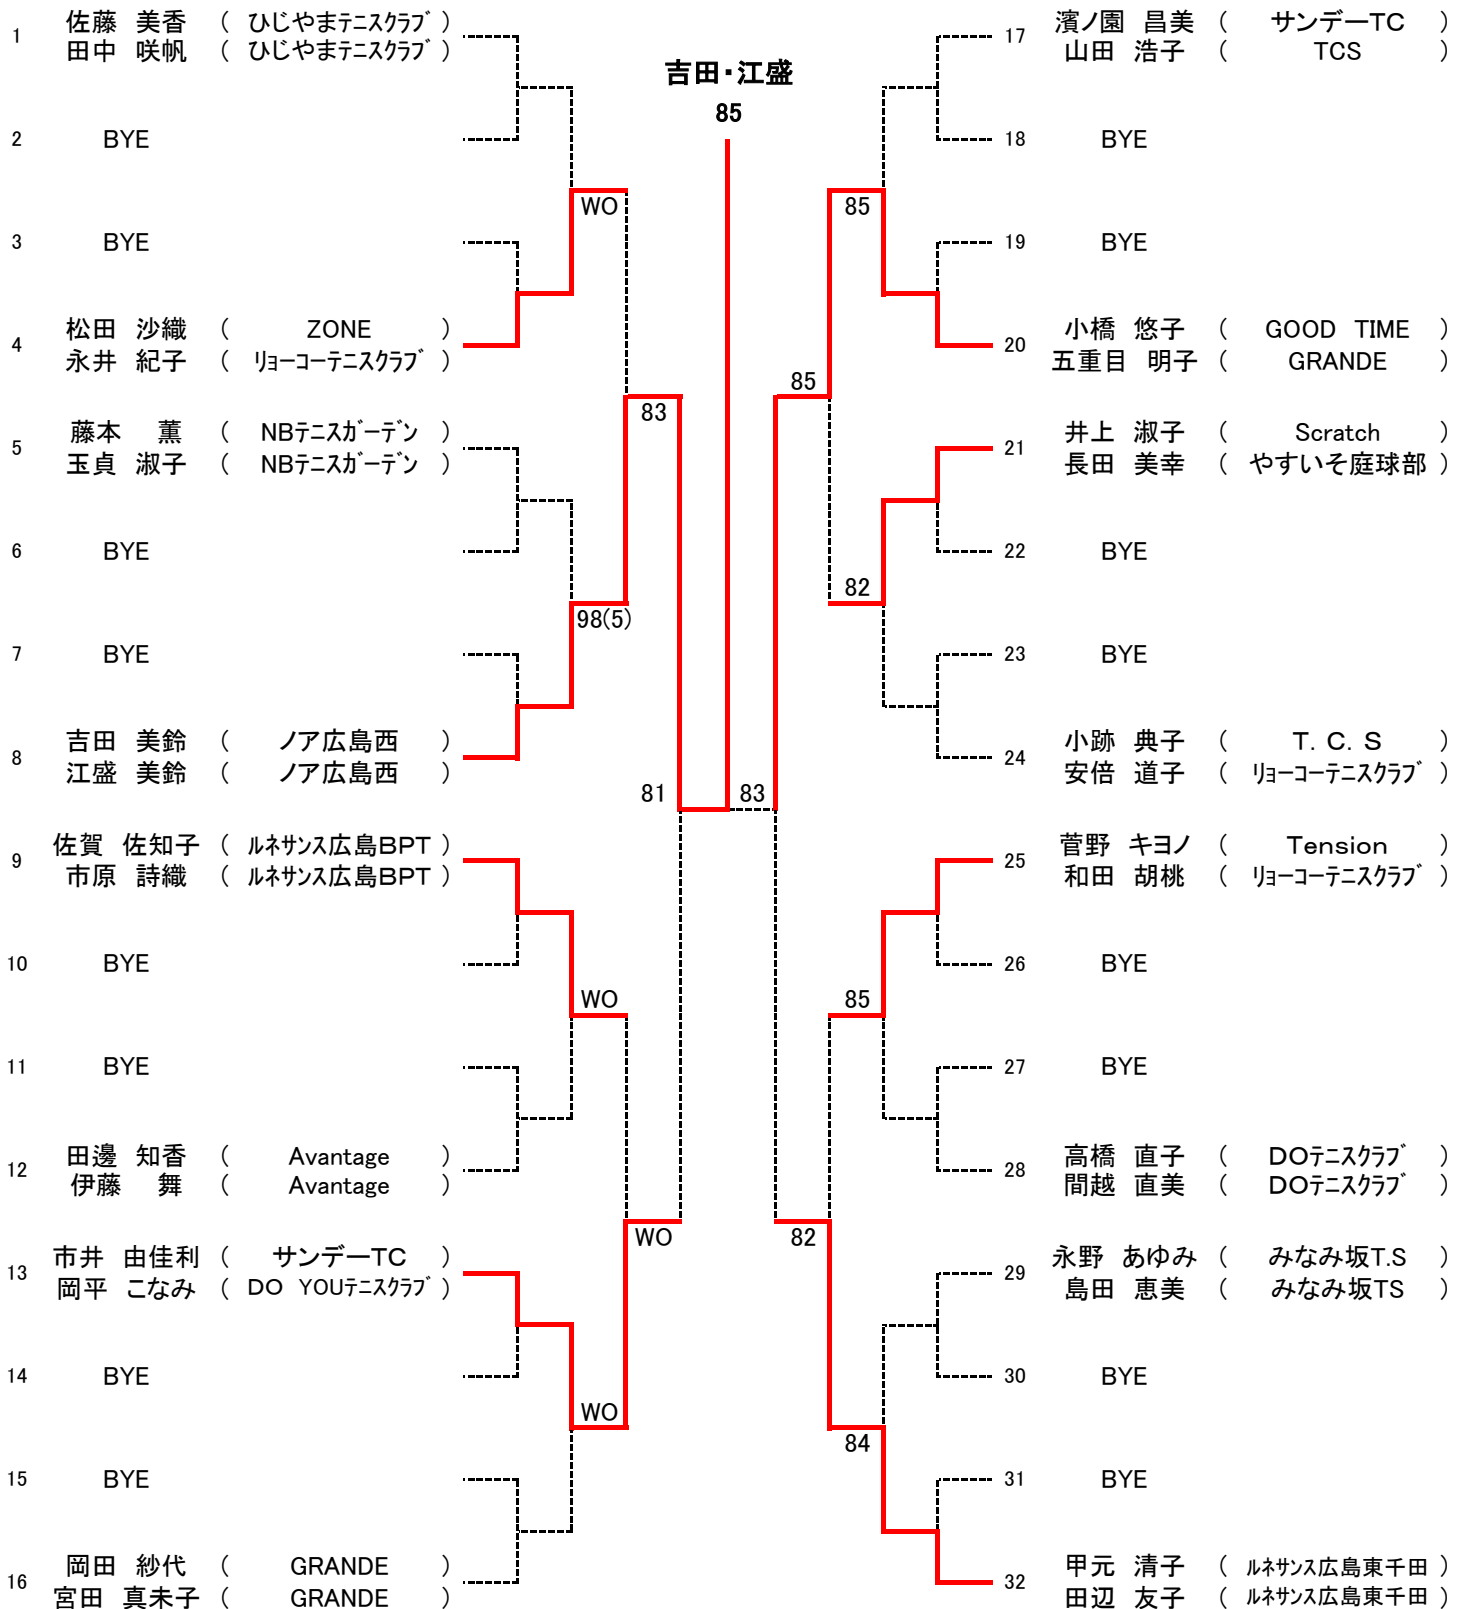 吉田・江盛
85
1 佐藤 美香 ( ひじやまテニスクラブ )
田中 咲帆 ( ひじやまテニスクラブ )
2 BYE
3 BYE
4 松田 沙織 ( ZONE )
永井 紀子 ( リョーコーテニスクラブ )
5 藤本 薫 ( NBテニスガーデン )
玉貞 淑子 ( NBテニスガーデン )
6 BYE
7 BYE
8 吉田 美鈴 ( ノア広島西 )
江盛 美鈴 ( ノア広島西 )
9 佐賀 佐知子 ( ルネサンス広島BPT )
市原 詩織 ( ルネサンス広島BPT )
10 BYE
11 BYE
12 田邊 知香 ( Avantage )
伊藤 舞 ( Avantage )
13 市井 由佳利 ( サンデーTC )
岡平 こなみ ( DO YOUテニスクラブ )
14 BYE
15 BYE
16 岡田 紗代 ( GRANDE )
宮田 真未子 ( GRANDE )
WO
98(5)
WO
WO
83
WO
81
83
85
82
85
82
85
84
17 濱ノ園 昌美 ( サンデーTC )
山田 浩子 ( TCS )
18 BYE
19 BYE
20 小橋 悠子 ( GOOD TIME )
五重目 明子 ( GRANDE )
21 井上 淑子 ( Scratch )
長田 美幸 ( やすいそ庭球部 )
22 BYE
23 BYE
24 小跡 典子 ( T. C. S )
安倍 道子 ( リョーコーテニスクラブ )
25 菅野 キヨノ ( Tension )
和田 胡桃 ( リョーコーテニスクラブ )
26 BYE
27 BYE
28 高橋 直子 ( DOテニスクラブ )
間越 直美 ( DOテニスクラブ )
29 永野 あゆみ ( みなみ坂T.S )
島田 恵美 ( みなみ坂TS )
30 BYE
31 BYE
32 甲元 清子 ( ルネサンス広島東千田 )
田辺 友子 ( ルネサンス広島東千田 )